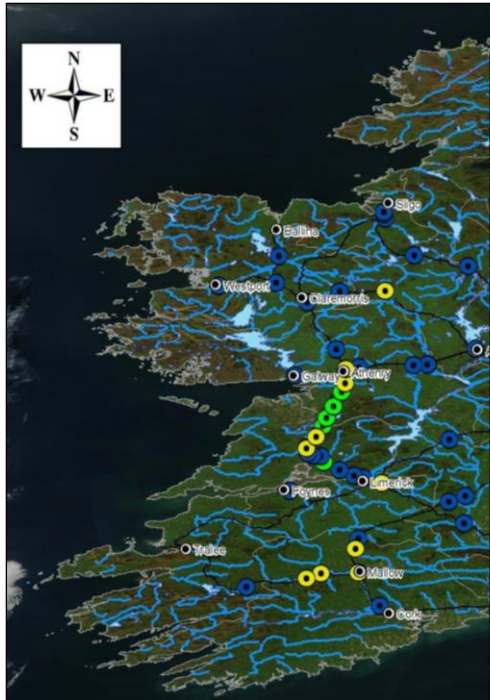 N
W E
S
Sligo
Ballina
Westport
Claremorris
A
Galway
Athenry
Limerick
Foynes
Tralee
Mallow
Cork